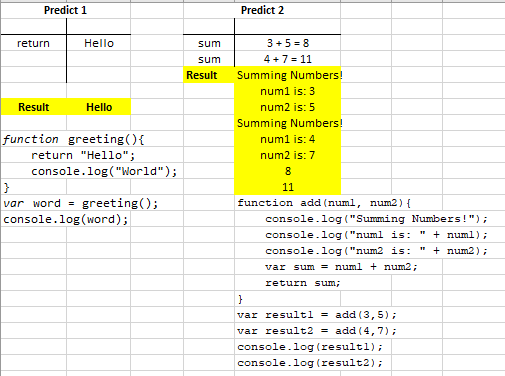 Predict 1
return Hello
Result Hello
function greeting(){
return "Hello";
console.log("World");
}
var word = greeting();
console.log(word);
Predict 2
sum 3 + 5 = 8
sum 4 + 7 = 11
Result Summing Numbers!
num1 is: 3
num2 is: 5
Summing Numbers!
num1 is: 4
num2 is: 7
8
11
function add(num1, num2){
console.log("Summing Numbers!");
console.log("num1 is: " + num1);
console.log("num2 is: " + num2);
var sum = num1 + num2;
return sum;
}
var result1 = add(3,5);
var result2 = add(4,7);
console.log(result1);
console.log(result2);